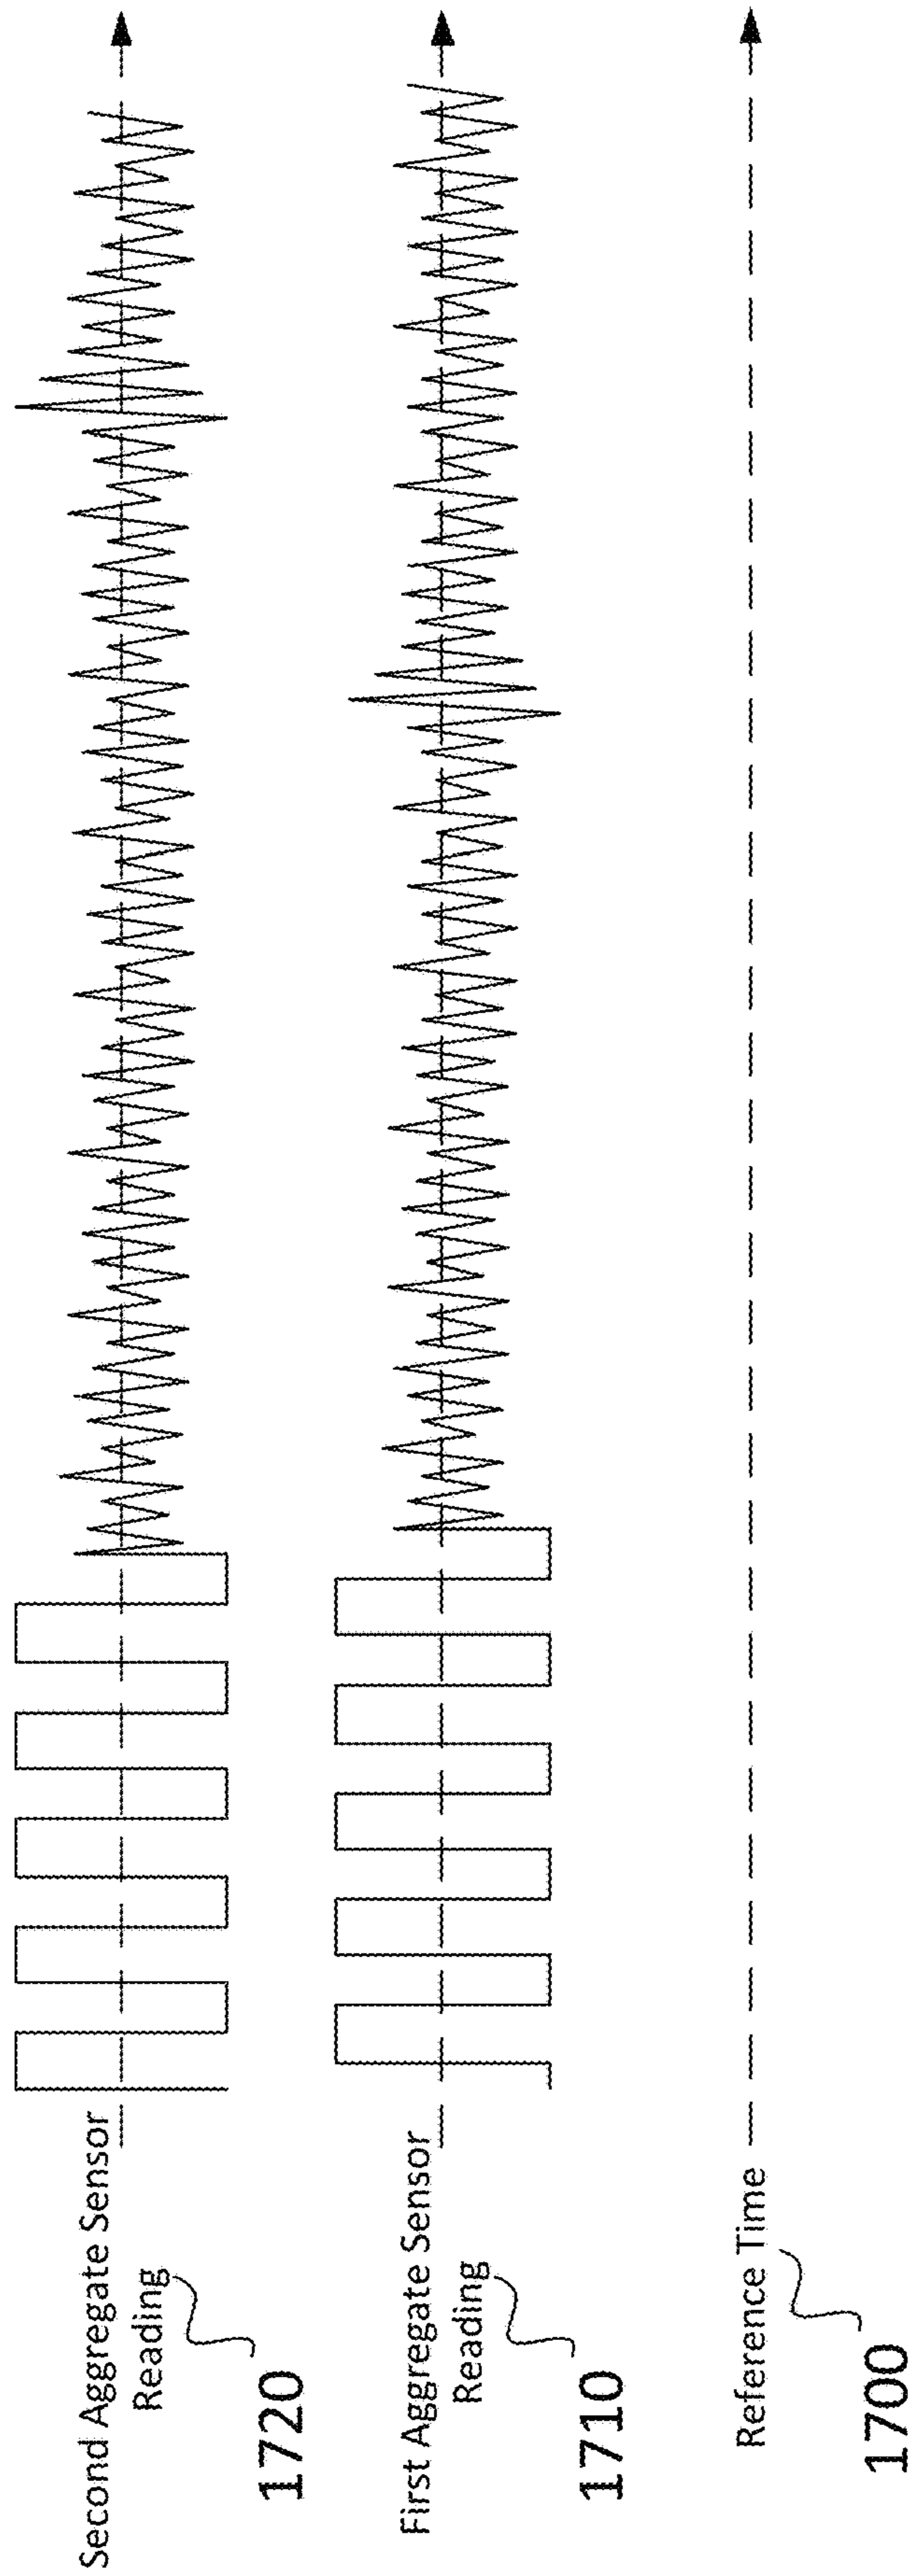 Second Aggregate Sensor
Reading
1720
First Aggregate Sensor
Reading
1710
Reference Time
1700